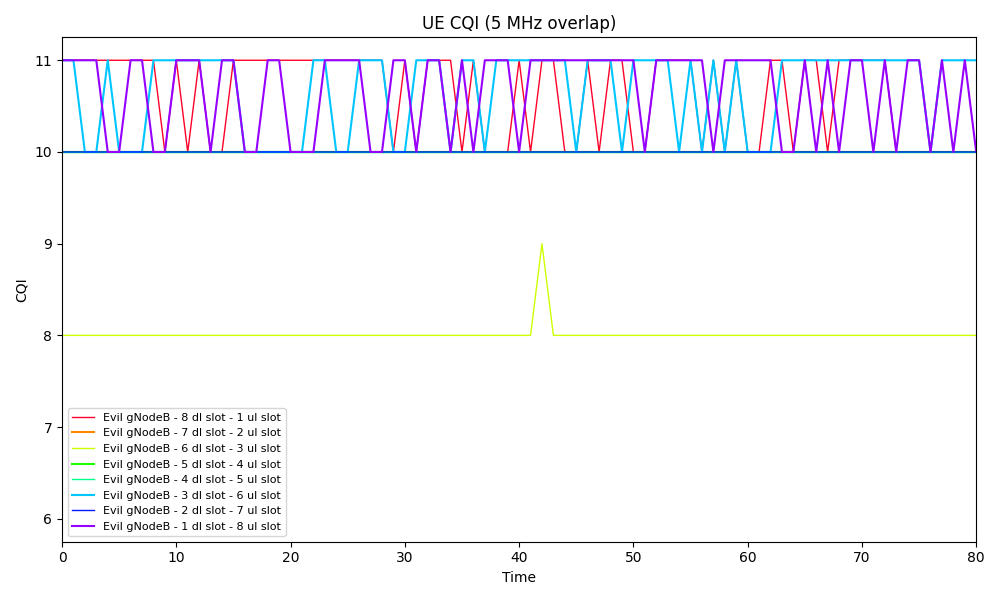 UE CQI (5 MHz overlap)
11
10
9
8
7
6
CQI
Evil gNodeB - 8 dl slot - 1 ul slot
Evil gNodeB - 7 dl slot - 2 ul slot
Evil gNodeB - 6 dl slot - 3 ul slot
Evil gNodeB - 5 dl slot - 4 ul slot
Evil gNodeB - 4 dl slot - 5 ul slot
Evil gNodeB - 3 dl slot - 6 ul slot
Evil gNodeB - 2 dl slot - 7 ul slot
Evil gNodeB - 1 dl slot - 8 ul slot
0 10 20 30 40 50 60 70 80
Time